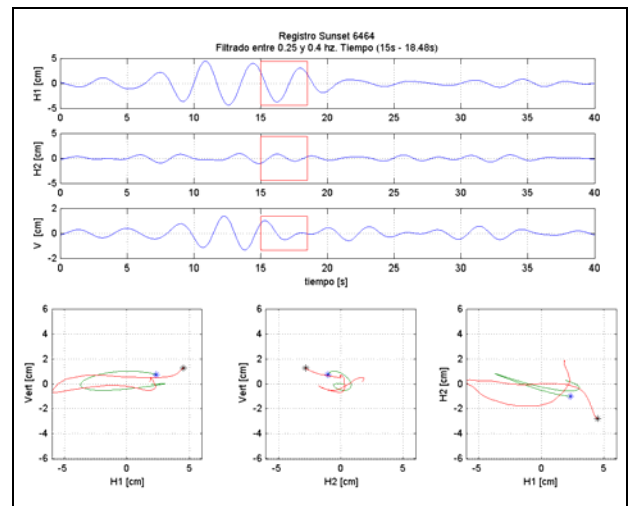 Registro Sunset 6464
Filtrado entre 0.25 y 0.4 hz. Tiempo (15s - 18.48s)
H1 [cm]
5
0
-5
0 5 10 15 20 25 30 35 40
H2 [cm]
5
0
-5
0 5 10 15 20 25 30 35 40
V [cm]
2
0
-2
0 5 10 15 20 25 30 35 40
tiempo [s]
Vert [cm]
6
4
2
0
-2
-4
-6
-5 0 5
H1 [cm]
Vert [cm]
6
4
2
0
-2
-4
-6
-5 0 5
H2 [cm]
H2 [cm]
6
4
2
0
-2
-4
-6
-5 0 5
H1 [cm]